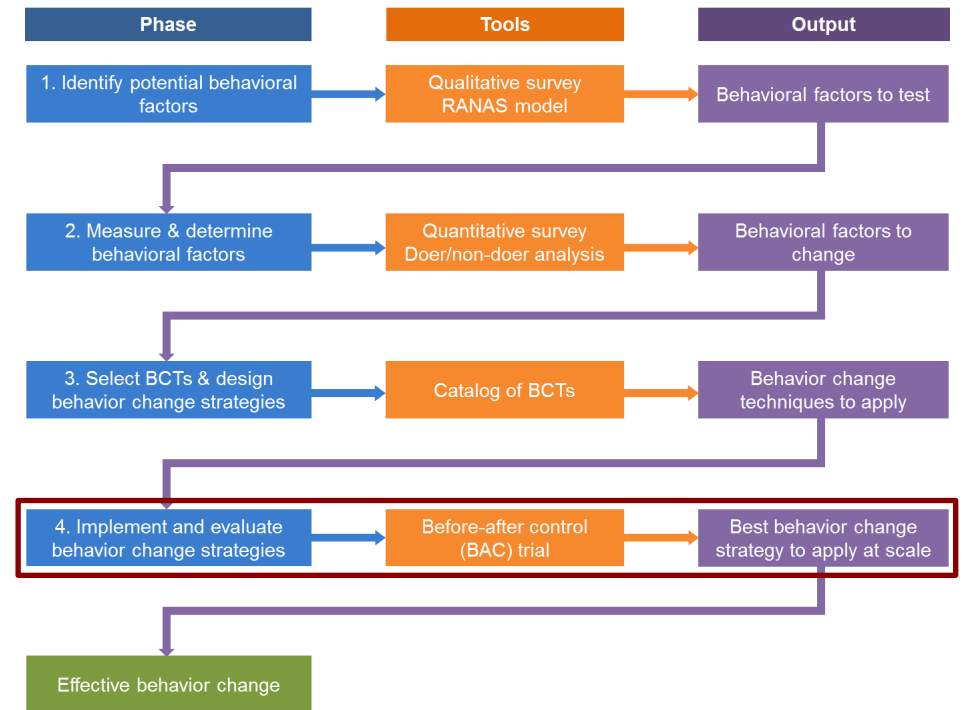 Phase
Tools
Output
1. Identify potential behavioral
factors
Qualitative survey
RANAS model
Behavioral factors to test
2. Measure & determine
behavioral factors
Quantitative survey
Doer/non-doer analysis
Behavioral factors to
change
3. Select BCTs & design
behavior change strategies
Catalog of BCTs
Behavior change
techniques to apply
4. Implement and evaluate
behavior change strategies
Before-after control
(BAC) trial
Best behavior change
strategy to apply at scale
Effective behavior change